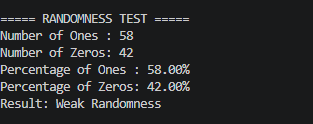 ===== RANDOMNESS TEST =====
Number of Ones : 58
Number of Zeros: 42
Percentage of Ones : 58.00%
Percentage of Zeros: 42.00%
Result: Weak Randomness